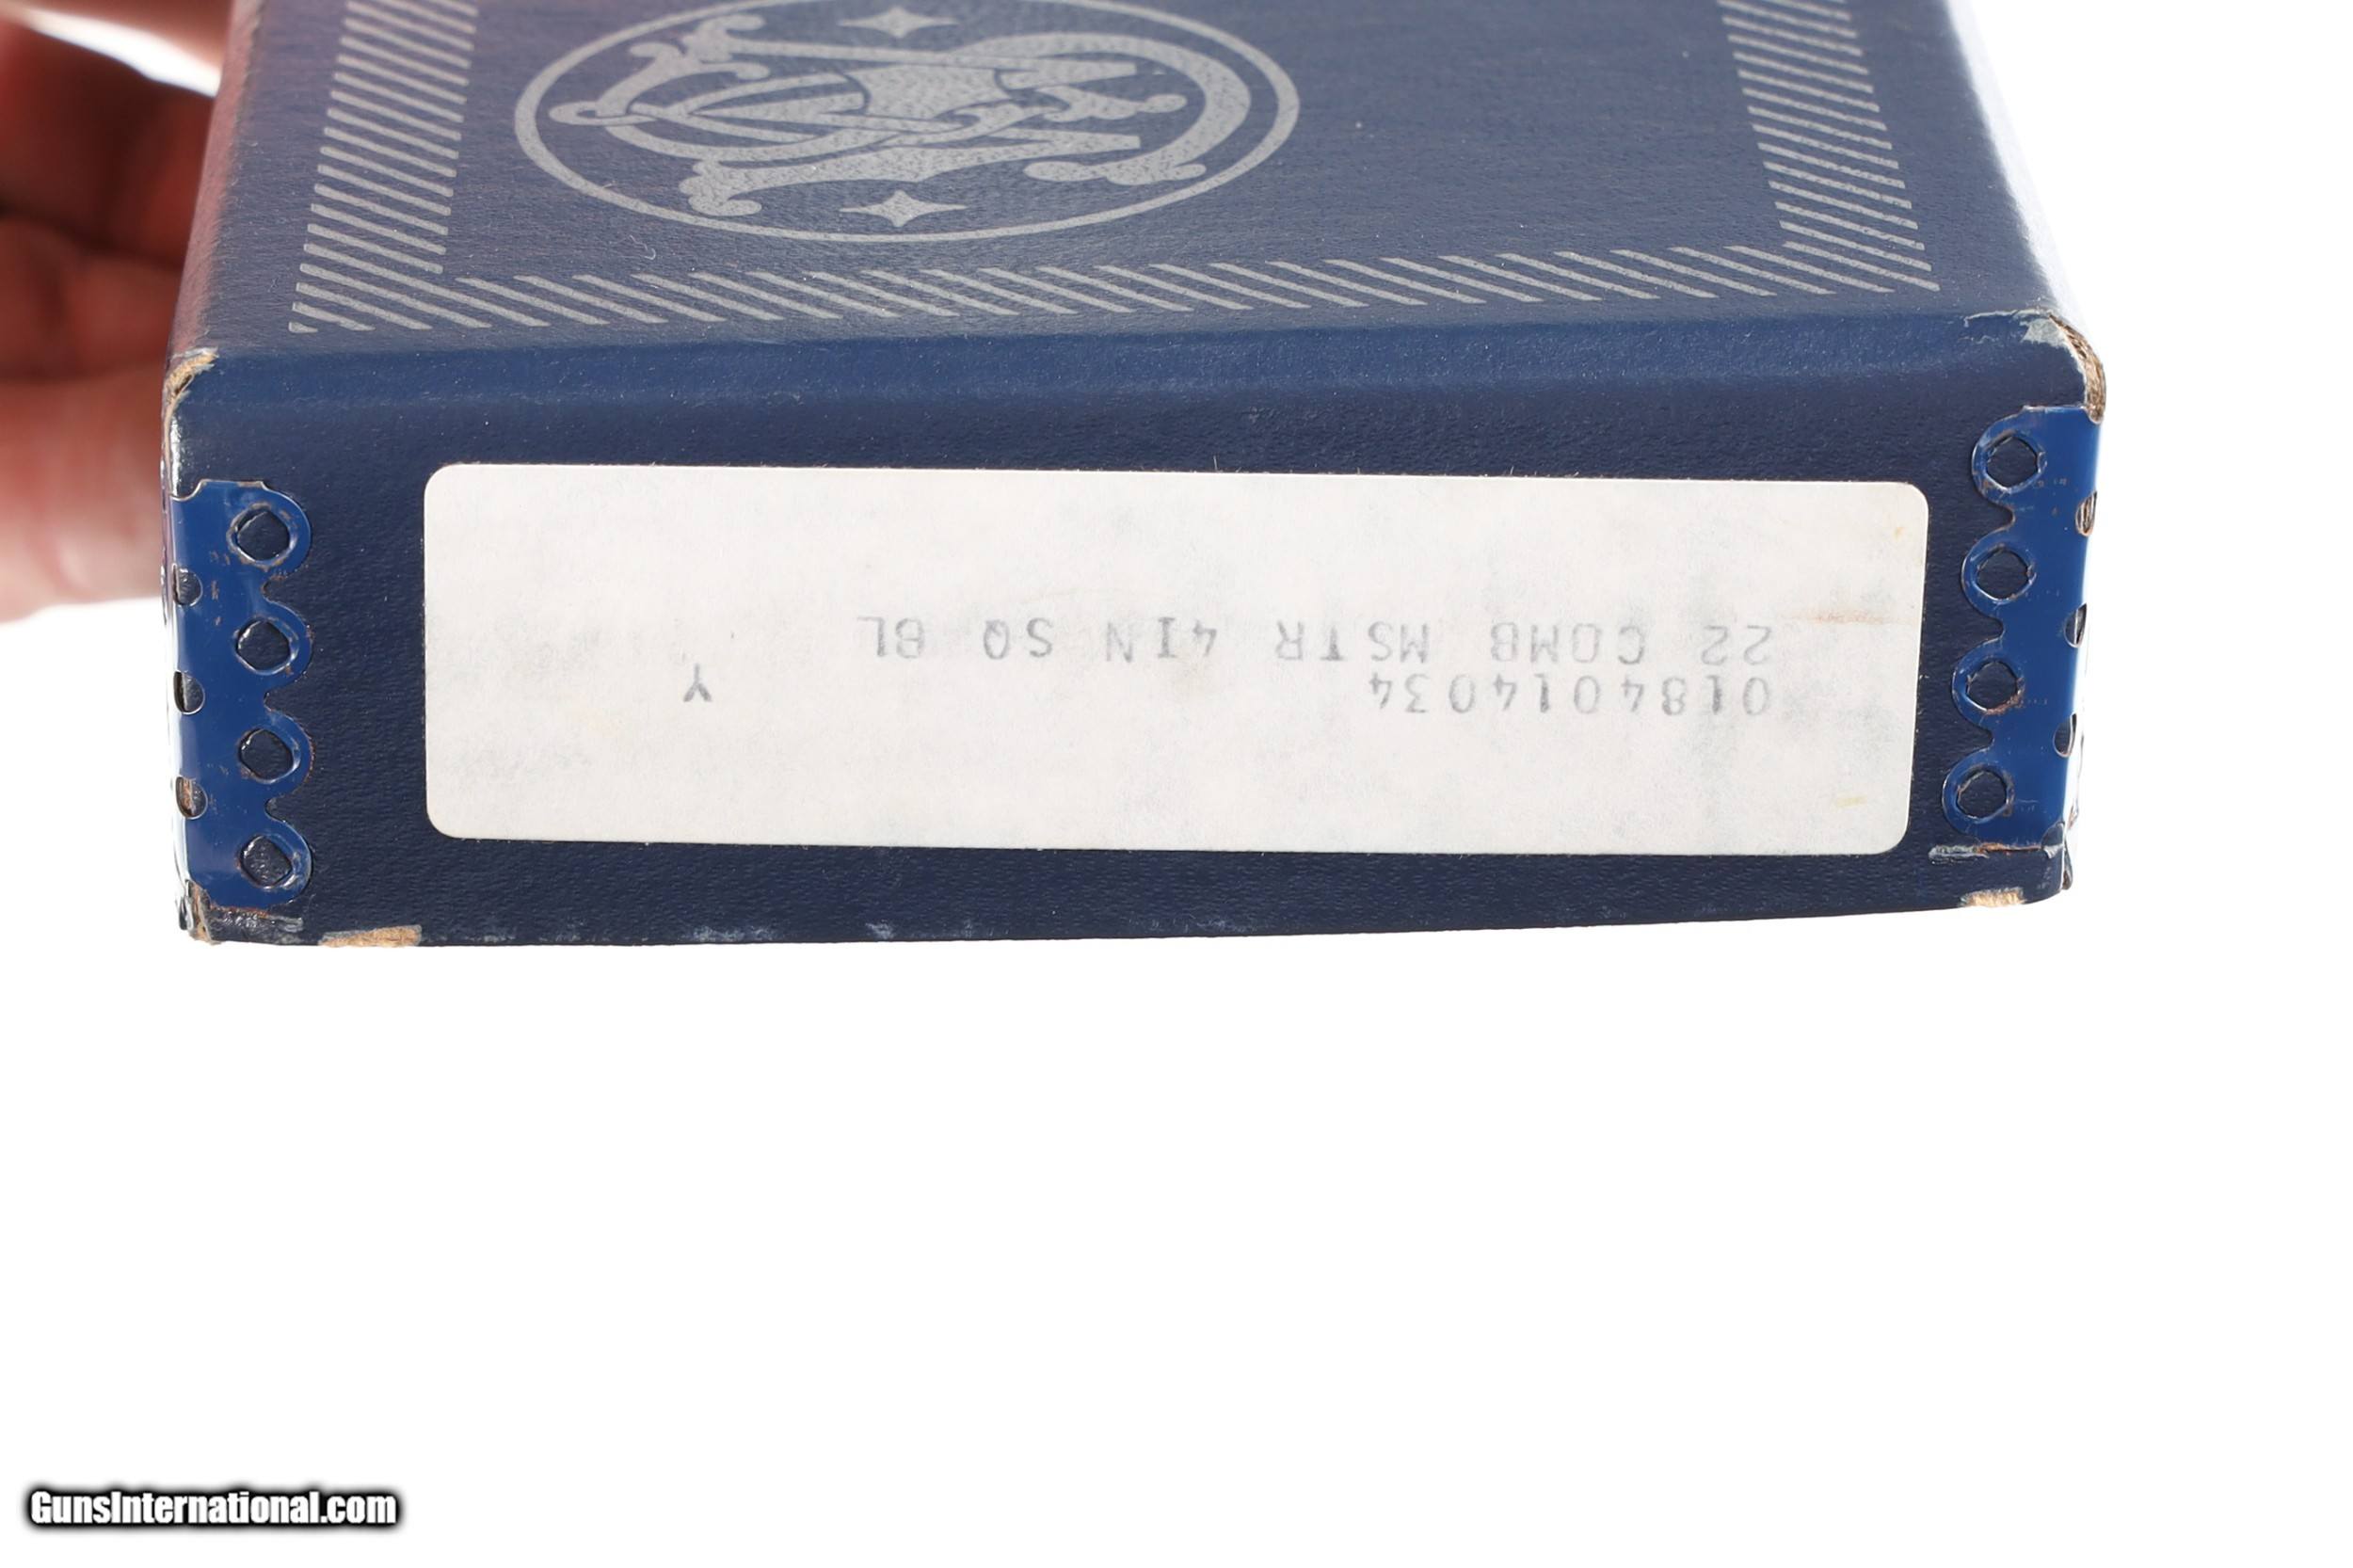 0184014034 Y
22 COMB MSTR 4IN SQ BL
GunsInternational.com